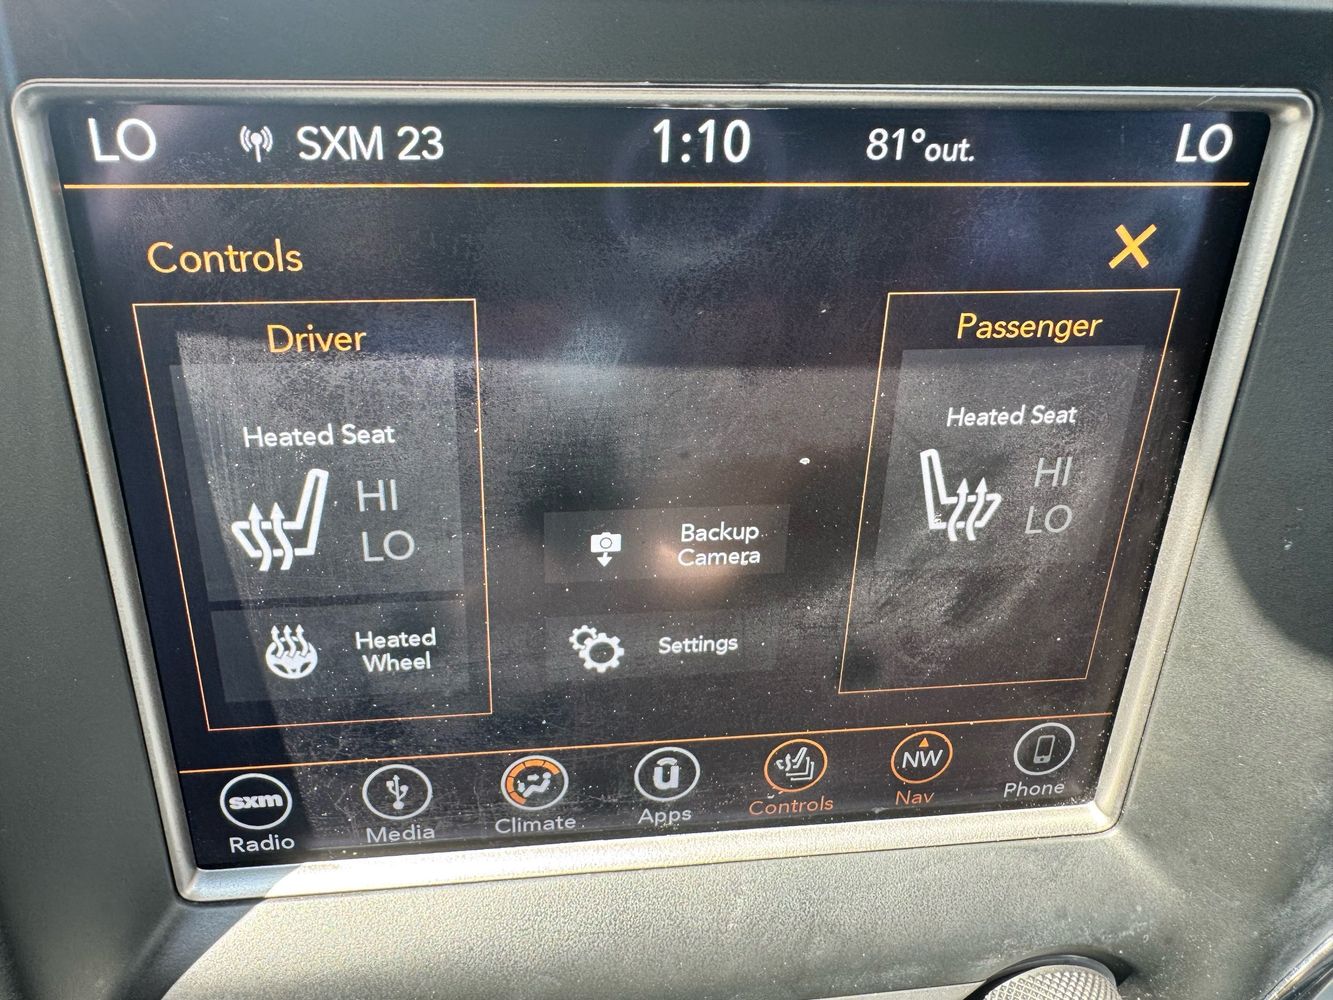 LO SXM 23 1:10 81°out. LO
Controls X
Driver
Heated Seat
HI
LO
Heated
Wheel
Backup
Camera
Settings
Passenger
Heated Seat
HI
LO
sxm
Radio
Media
Climate
u
Apps
Controls
NW
Nav
Phone